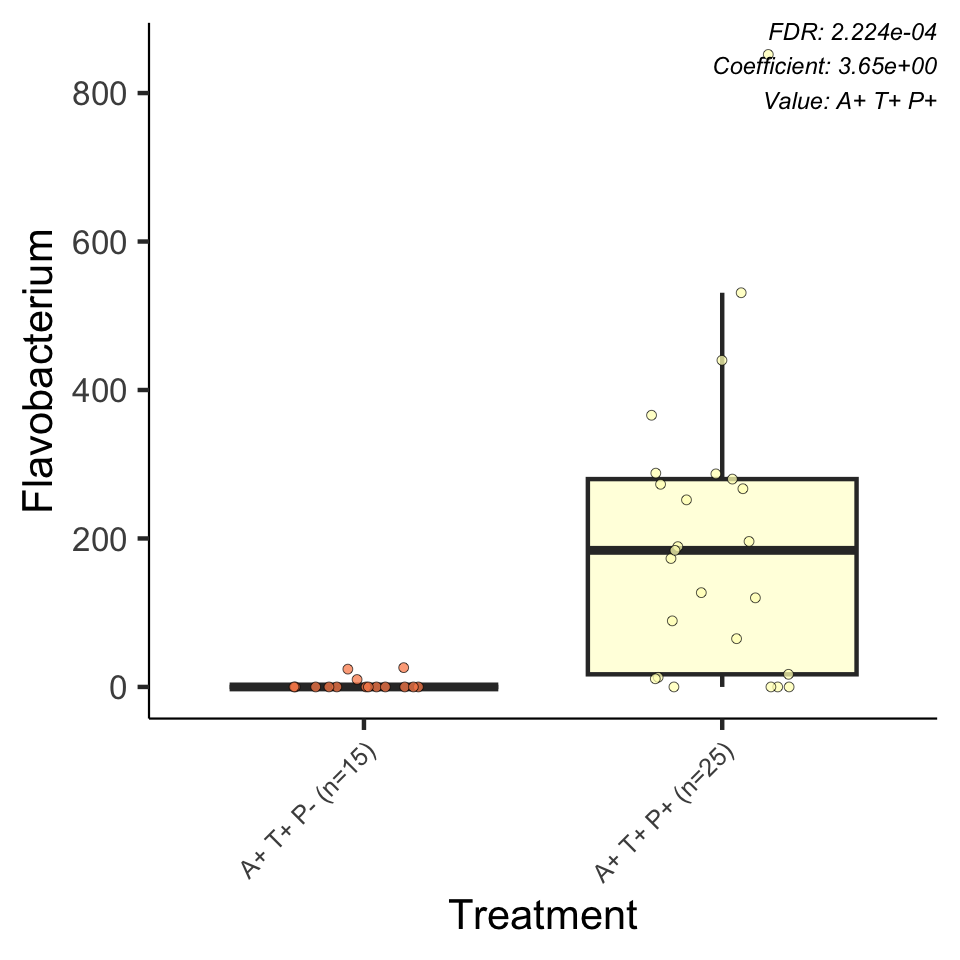 FDR: 2.224e-04
Coefficient: 3.65e+00
Value: A+ T+ P+
Flavobacterium
800
600
400
200
0
A+ T+ P- (n=15)
A+ T+ P+ (n=25)
Treatment